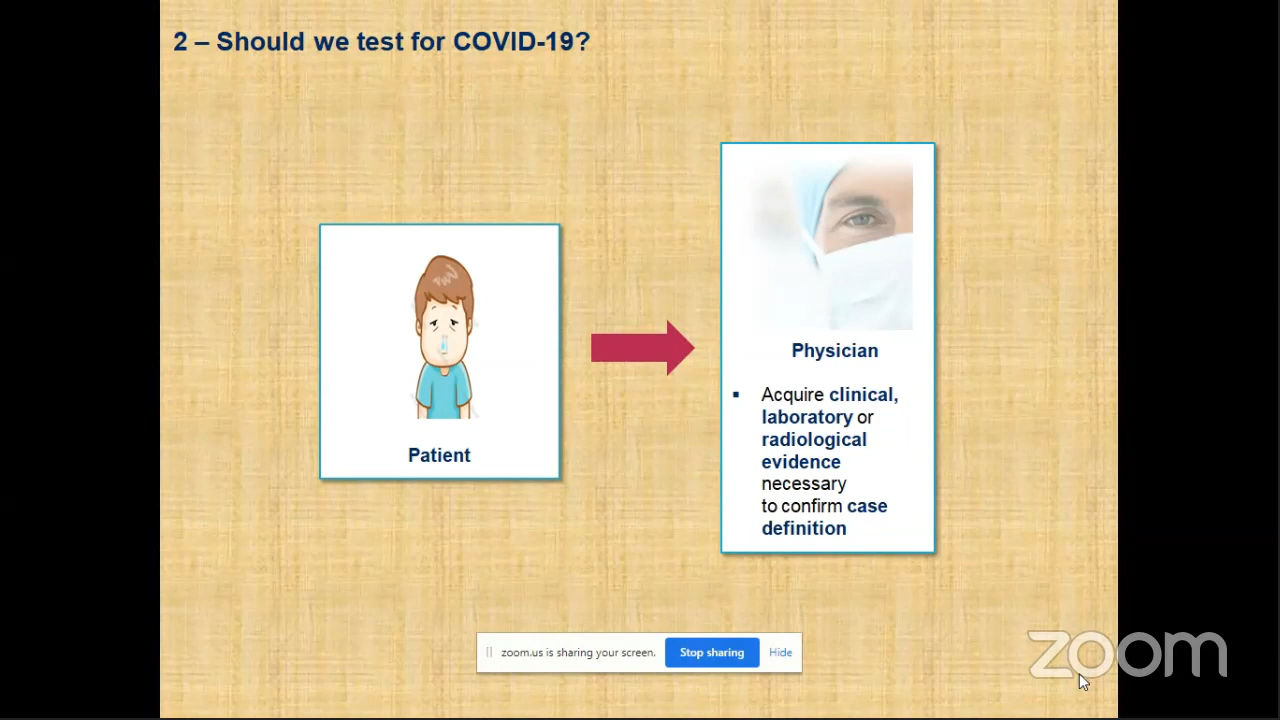 2 – Should we test for COVID-19?
Patient
Physician
▪ Acquire clinical,
laboratory or
radiological
evidence
necessary
to confirm case
definition
zoom.us is sharing your screen. Stop sharing Hide
zoom